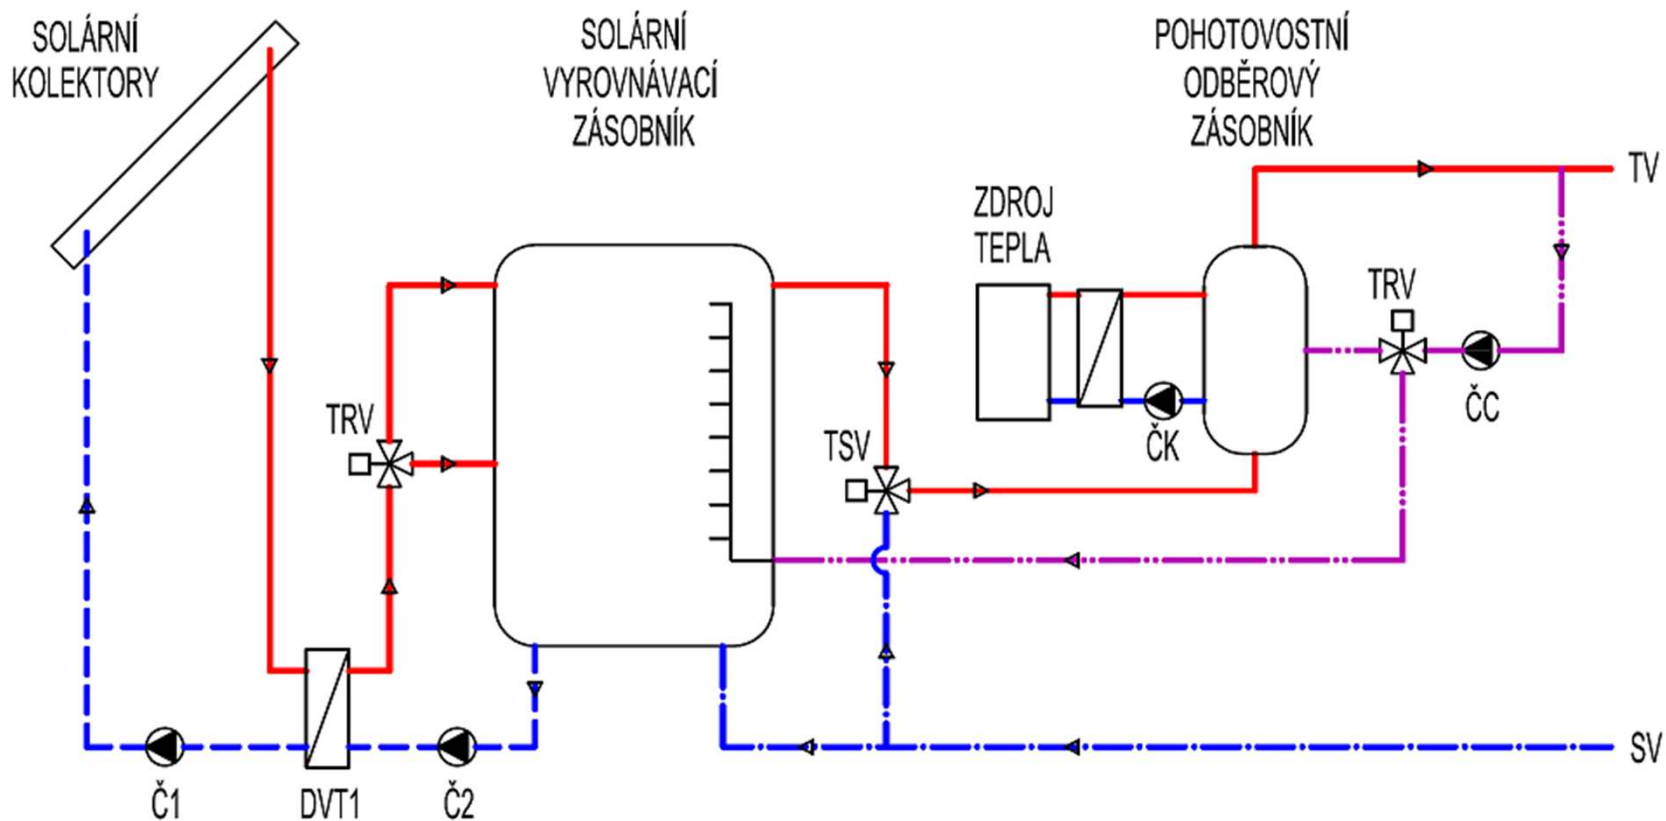 SOLÁRNÍ
KOLEKTORY
SOLÁRNÍ
VYROVNÁVACÍ
ZÁSOBNÍK
POHOTOVOSTNÍ
ODBĚROVÝ
ZÁSOBNÍK
TV
ZDROJ
TEPLA
TRV
ČC
ČK
TRV
TSV
SV
Č1
DVT1
Č2